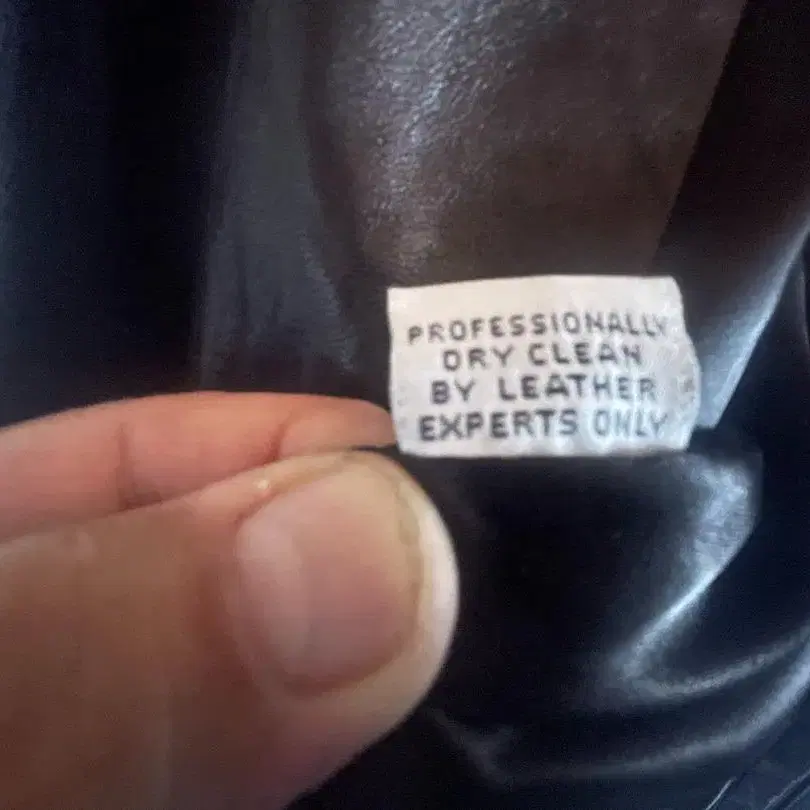 PROFESSIONALLY
DRY CLEAN
BY LEATHER
EXPERTS ONLY